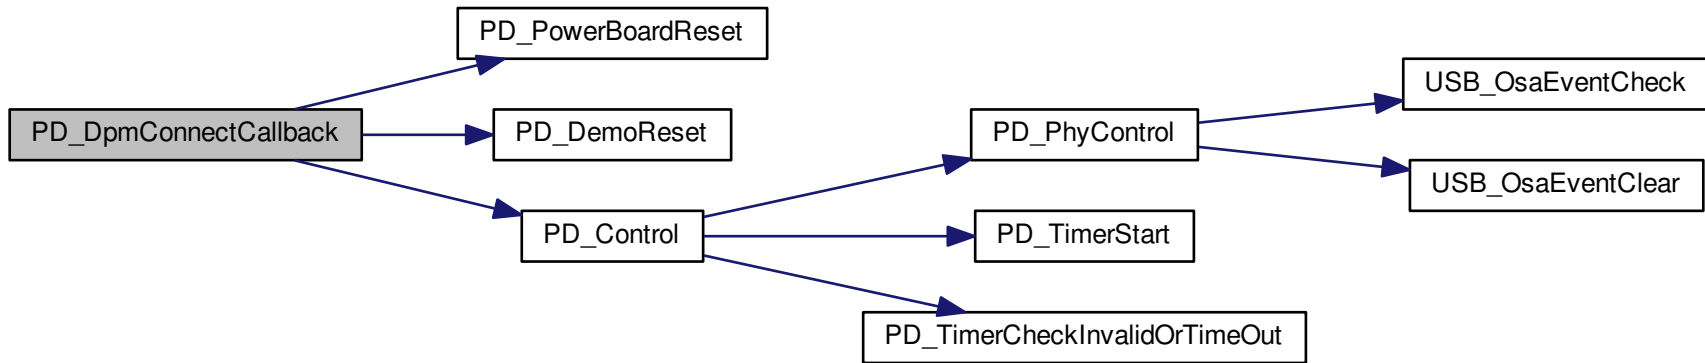 PD_PowerBoardReset
PD_DpmConnectCallback
PD_DemoReset
PD_Control
PD_PhyControl
PD_TimerStart
PD_TimerCheckInvalidOrTimeOut
USB_OsaEventCheck
USB_OsaEventClear